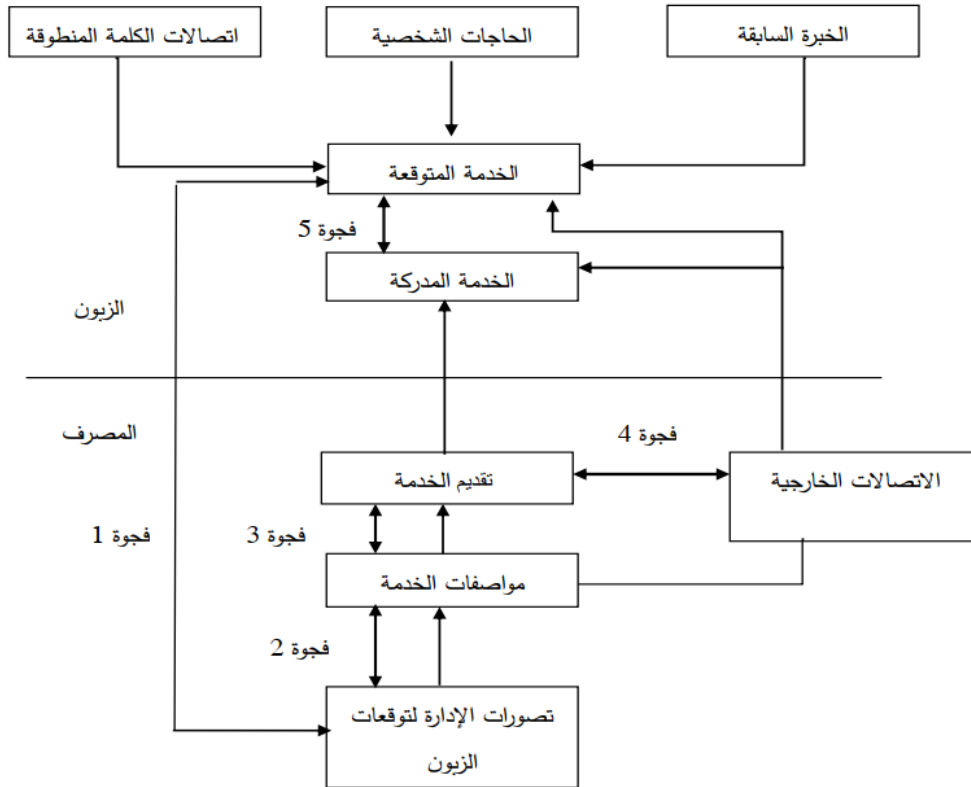 الخبرة السابقة
الحاجات الشخصية
اتصالات الكلمة المنطوقة
الخدمة المتوقعة
فجوة 5
الخدمة المدركة
الزبون
المصرف
فجوة 4
الاتصالات الخارجية
تقديم الخدمة
فجوة 3
فجوة 1
مواصفات الخدمة
فجوة 2
تصورات الإدارة لتوقعات
الزبون